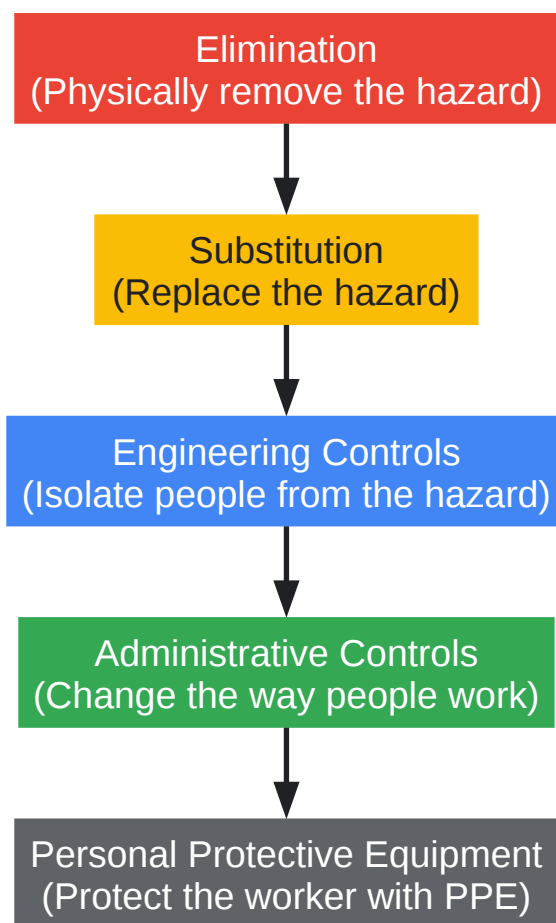 Elimination
(Physically remove the hazard)
Substitution
(Replace the hazard)
Engineering Controls
(Isolate people from the hazard)
Administrative Controls
(Change the way people work)
Personal Protective Equipment
(Protect the worker with PPE)